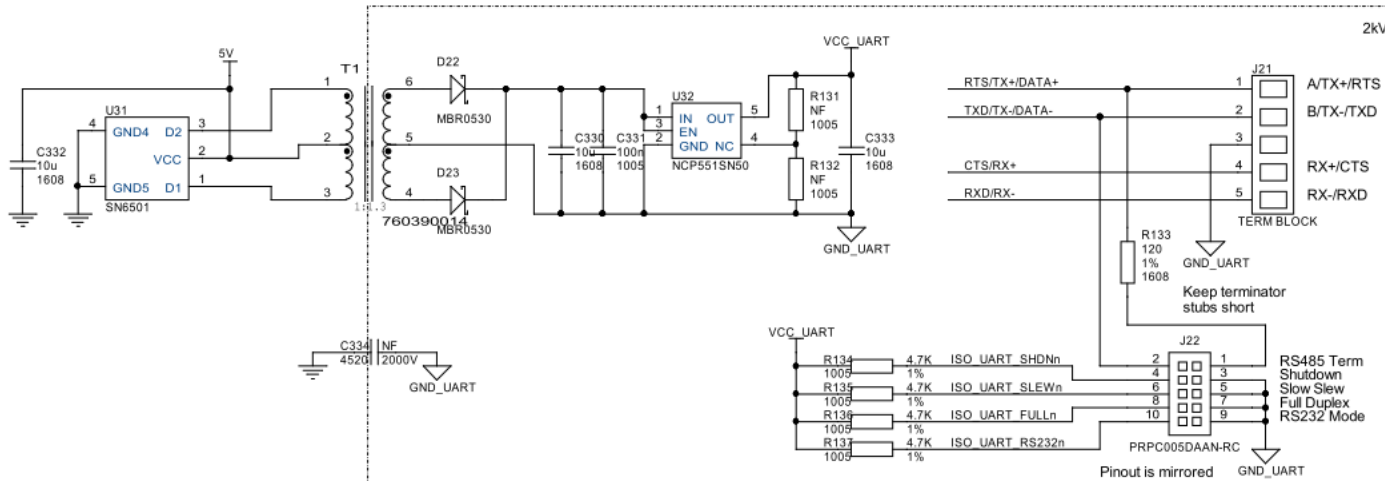 2kV
5V
T1
1
2
3
6
5
4
1:1.3
760390014
D22
MBR0530
D23
MBR0530
U31
4 GND4 D2 3
VCC 2
5 GND5 D1 1
SN6501
C332
10u
1608
C330
10u
1608
C331
100n
1005
U32
1 IN OUT 5
3 EN
2 GND NC 4
NCP551SN50
VCC_UART
R131
NF
1005
R132
NF
1005
C333
10u
1608
GND_UART
RTS/TX+/DATA+
TXD/TX-/DATA-
CTS/RX+
RXD/RX-
J21
1 A/TX+/RTS
2 B/TX-/TXD
3
4 RX+/CTS
5 RX-/RXD
TERM BLOCK
GND_UART
R133
120
1%
1608
Keep terminator
stubs short
C334 NF
4520 2000V
GND_UART
VCC_UART
R134 4.7K ISO_UART_SHDNn
1005 1%
R135 4.7K ISO_UART_SLEWn
1005 1%
R136 4.7K ISO_UART_FULLn
1005 1%
R137 4.7K ISO_UART_RS232n
1005 1%
J22
2 1 RS485 Term
4 3 Shutdown
6 5 Slow Slew
8 7 Full Duplex
10 9 RS232 Mode
PRPC005DAAN-RC
GND_UART
Pinout is mirrored